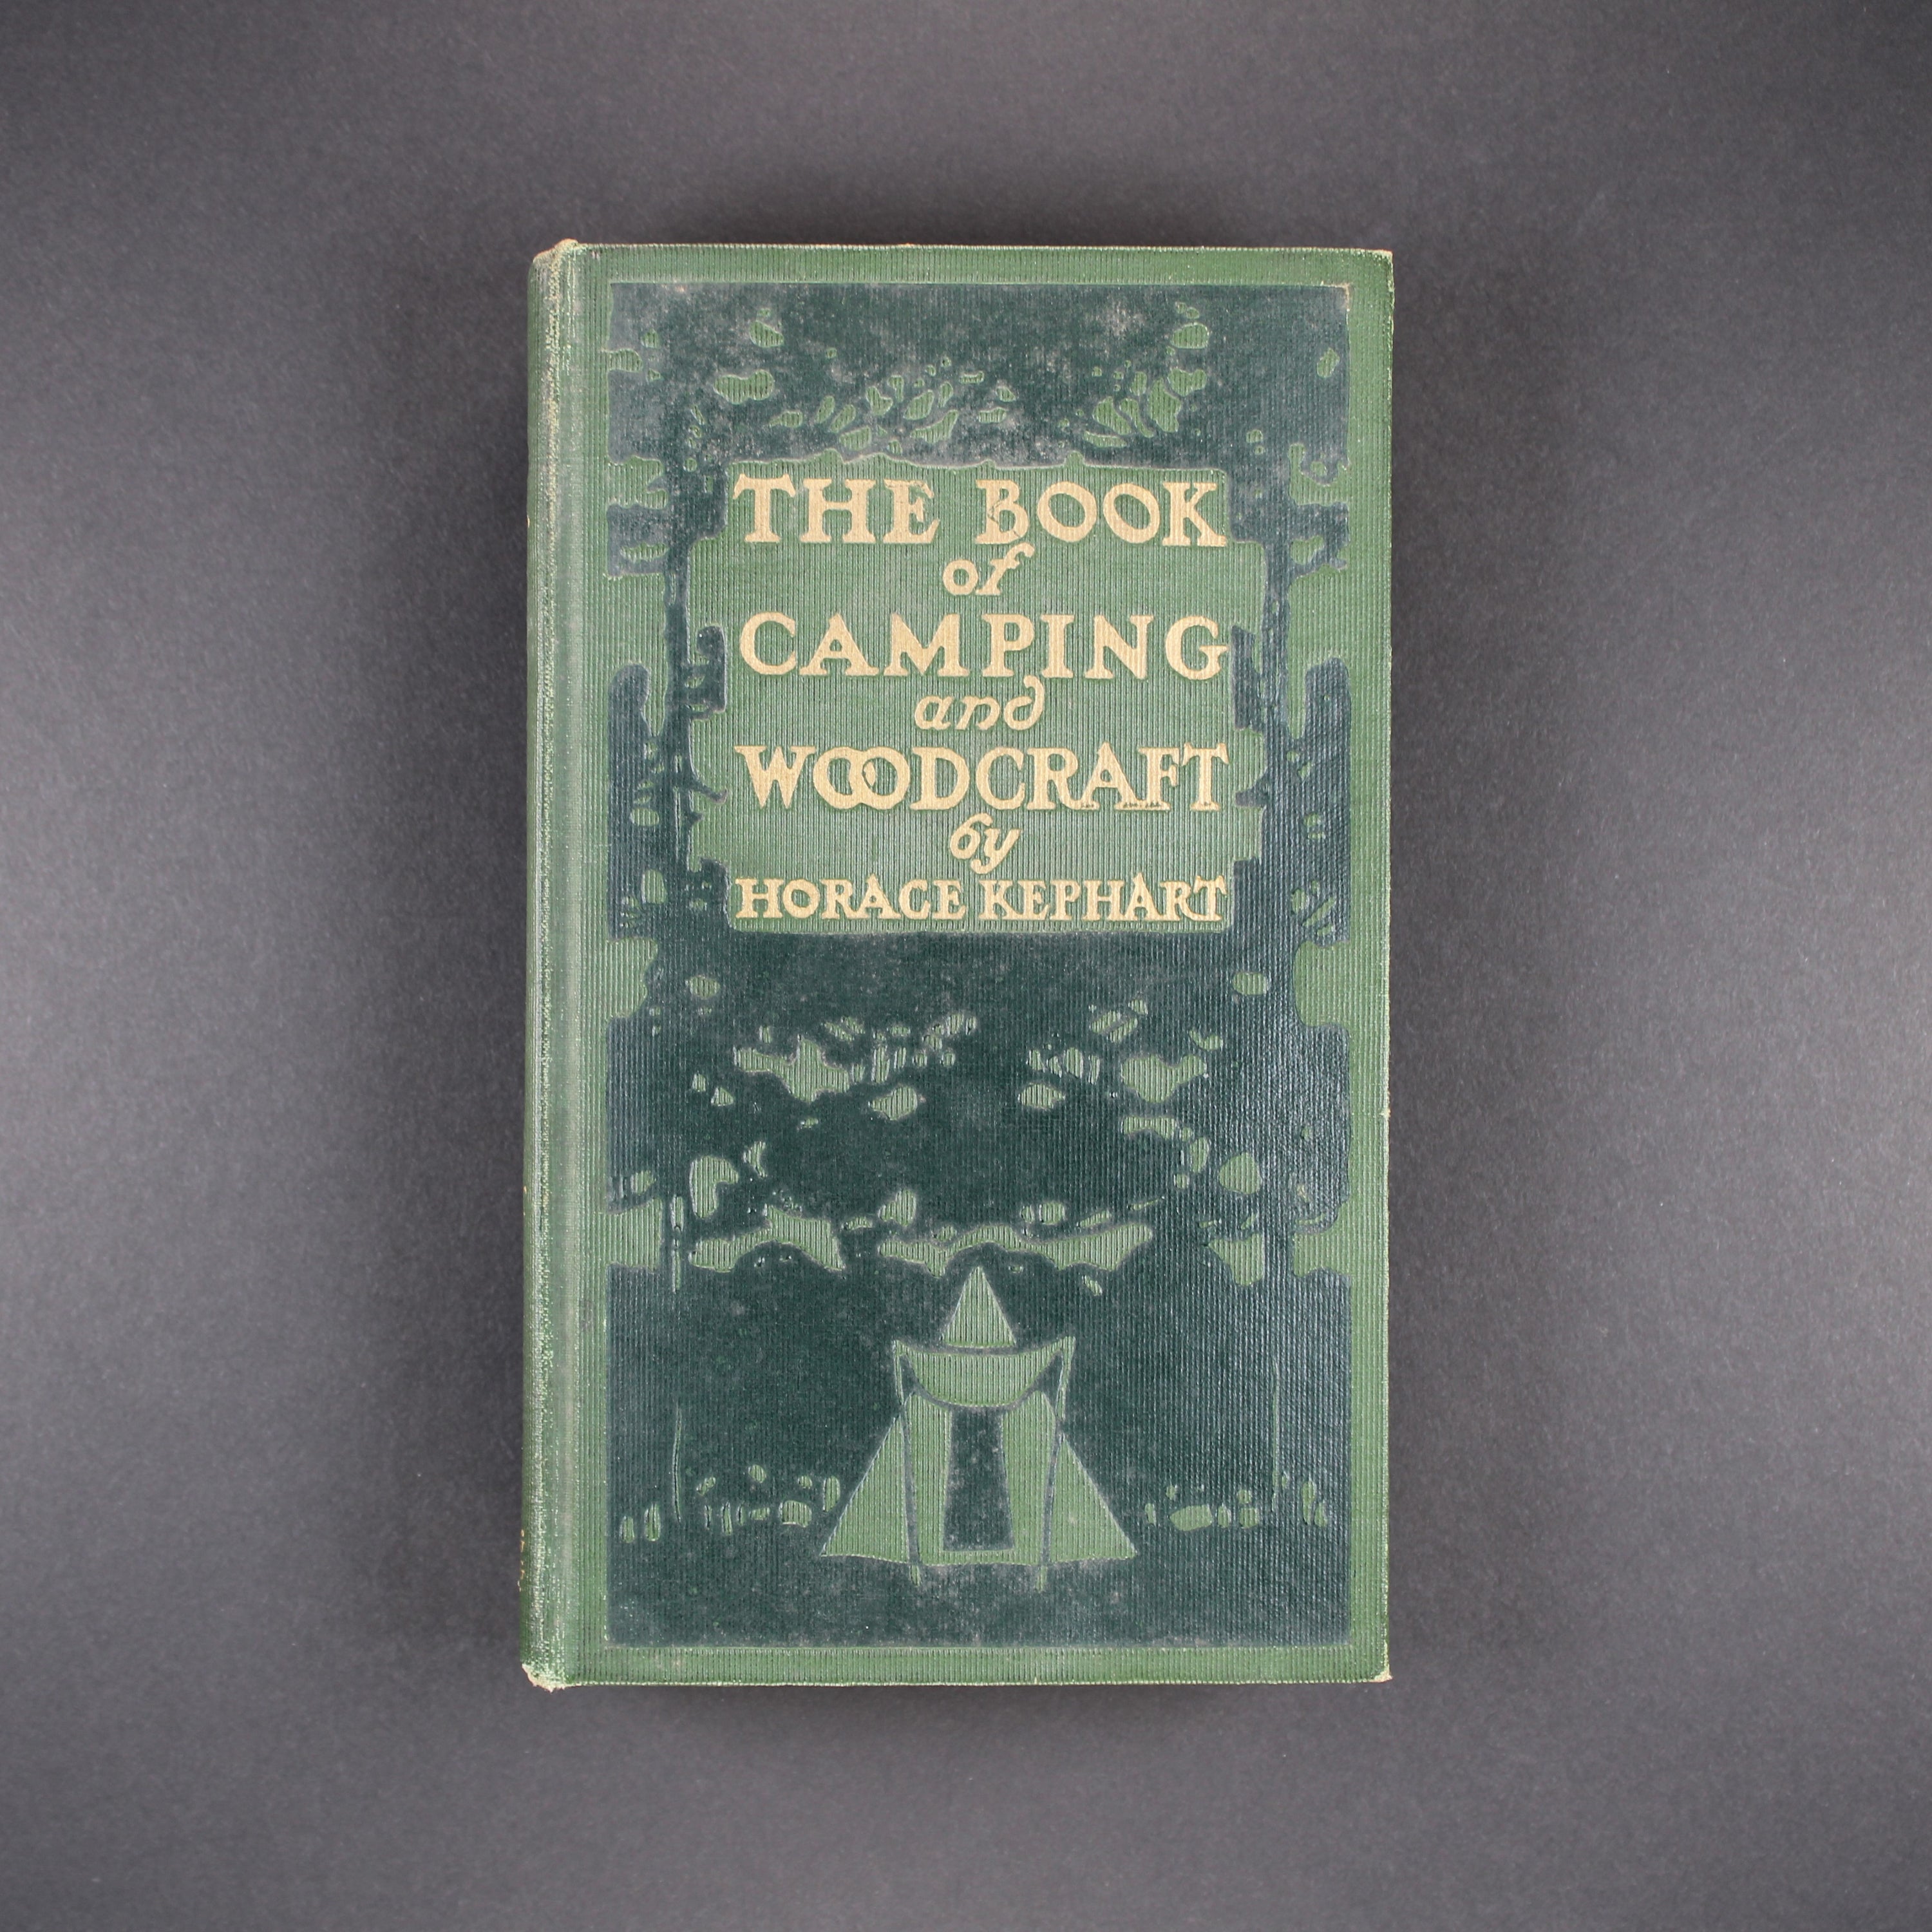 THE BOOK
of
CAMPING
and
WOODCRAFT
by
HORACE KEPHART